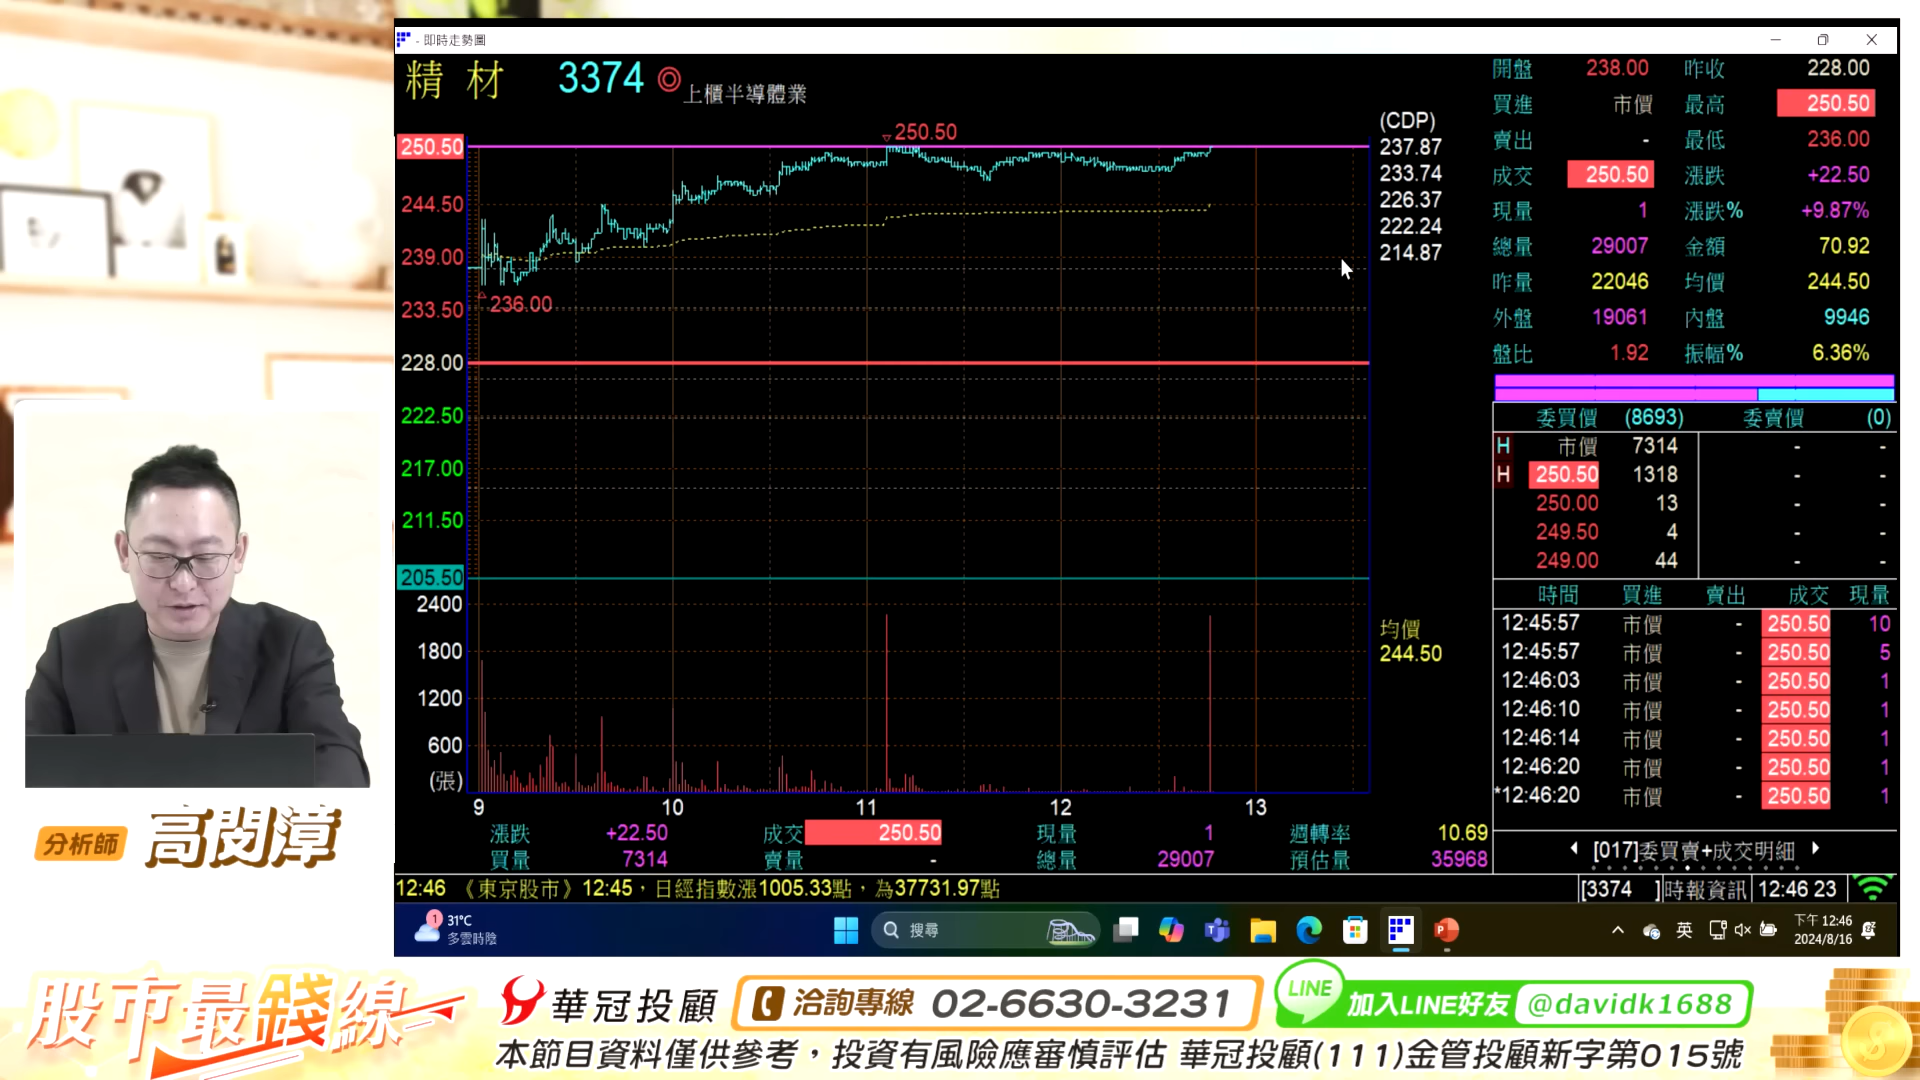 - 即時走勢圖
精 材 3374 ◎ 上櫃半導體業
250.50
250.50
244.50
239.00
233.50
228.00
222.50
217.00
211.50
205.50
236.00
2400
1800
1200
600
(張)
9 10 11 12 13
(CDP)
237.87
233.74
226.37
222.24
214.87
均價
244.50
漲跌 +22.50 成交 250.50 現量 1 週轉率 10.69
買量 7314 賣量 - 總量 29007 預估量 35968
開盤 238.00 昨收 228.00
買進 市價 最高 250.50
賣出 - 最低 236.00
成交 250.50 漲跌 +22.50
現量 1 漲跌% +9.87%
總量 29007 金額 70.92
昨量 22046 均價 244.50
外盤 19061 內盤 9946
盤比 1.92 振幅% 6.36%
委買價 (8693) 委賣價 (0)
H 市價 7314 - -
H 250.50 1318 - -
250.00 13 - -
249.50 4 - -
249.00 44 - -
時間 買進 賣出 成交 現量
12:45:57 市價 - 250.50 10
12:45:57 市價 - 250.50 5
12:46:03 市價 - 250.50 1
12:46:10 市價 - 250.50 1
12:46:14 市價 - 250.50 1
12:46:20 市價 - 250.50 1
*12:46:20 市價 - 250.50 1
[017]委買賣+成交明細
12:46 《東京股市》12:45，日經指數漲1005.33點，為37731.97點
[3374 ]時報資訊 12:46 23
1 31°C
多雲時陰
搜尋
英
下午 12:46
2024/8/16
分析師 高閔漳
股市最錢線
華冠投顧 洽詢專線 02-6630-3231 LINE 加入LINE好友 @davidk1688
本節目資料僅供參考，投資有風險應審慎評估 華冠投顧(111)金管投顧新字第015號